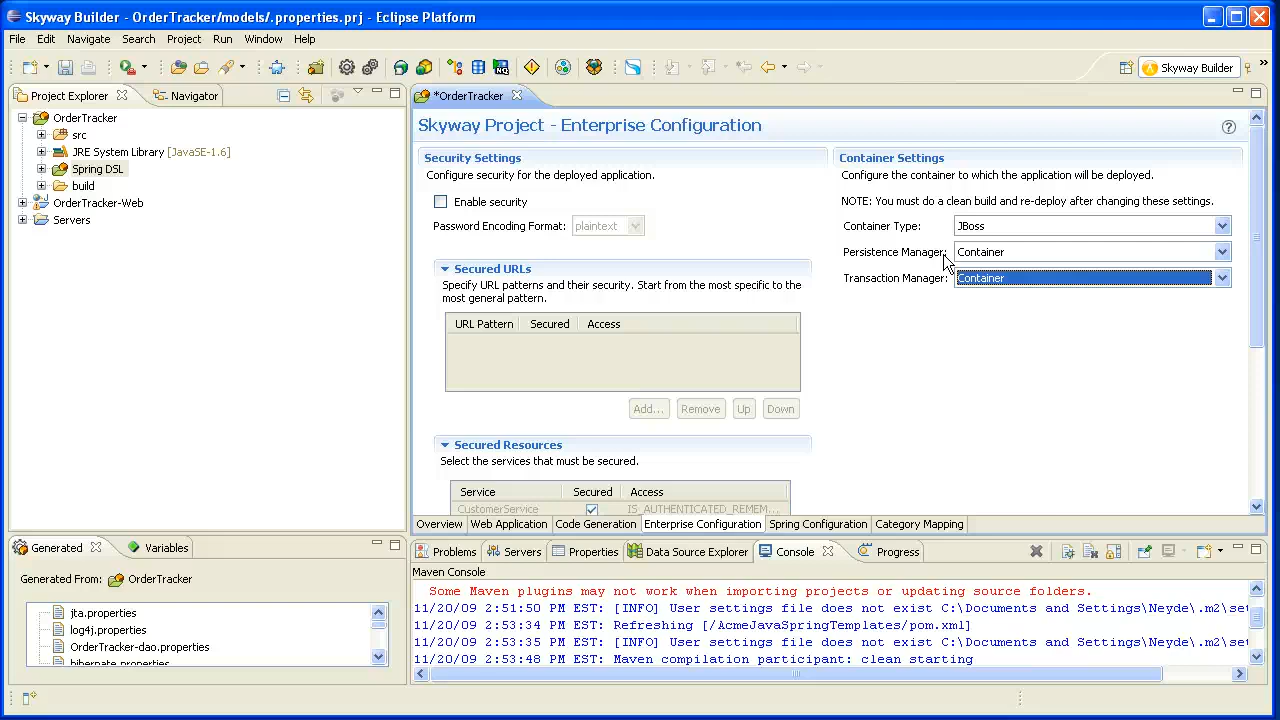 Skyway Builder - OrderTracker/models/.properties.prj - Eclipse Platform
File Edit Navigate Search Project Run Window Help
Skyway Builder
Project Explorer
Navigator
OrderTracker
src
JRE System Library [JavaSE-1.6]
Spring DSL
build
OrderTracker-Web
Servers
*OrderTracker
Skyway Project - Enterprise Configuration
Security Settings
Configure security for the deployed application.
Enable security
Password Encoding Format: plaintext
Secured URLs
Specify URL patterns and their security. Start from the most specific to the
most general pattern.
URL Pattern Secured Access
Add... Remove Up Down
Secured Resources
Select the services that must be secured.
Service Secured Access
CustomerService IS_AUTHENTICATED_REMEM...
Container Settings
Configure the container to which the application will be deployed.
NOTE: You must do a clean build and re-deploy after changing these settings.
Container Type: JBoss
Persistence Manager: Container
Transaction Manager: Container
Overview Web Application Code Generation Enterprise Configuration Spring Configuration Category Mapping
Generated Variables
Generated From: OrderTracker
jta.properties
log4j.properties
OrderTracker-dao.properties
hibernate.properties
Problems Servers Properties Data Source Explorer Console Progress
Maven Console
Some Maven plugins may not work when importing projects or updating source folders.
11/20/09 2:51:50 PM EST: [INFO] User settings file does not exist C:\Documents and Settings\Neyde\.m2\set
11/20/09 2:53:34 PM EST: Refreshing [/AcmeJavaSpringTemplates/pom.xml]
11/20/09 2:53:35 PM EST: [INFO] User settings file does not exist C:\Documents and Settings\Neyde\.m2\set
11/20/09 2:53:48 PM EST: Maven compilation participant: clean starting